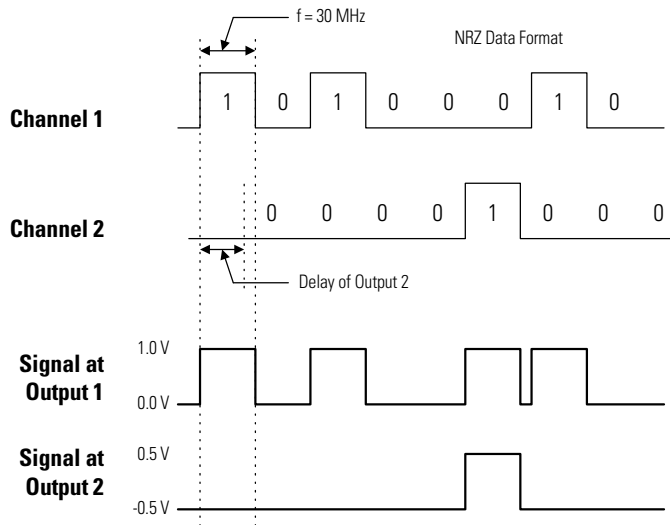 f = 30 MHz
NRZ Data Format
Channel 1
1 0 1 0 0 0 1 0
Channel 2
0 0 0 0 1 0 0 0
Delay of Output 2
Signal at
Output 1
1.0 V
0.0 V
Signal at
Output 2
0.5 V
-0.5 V